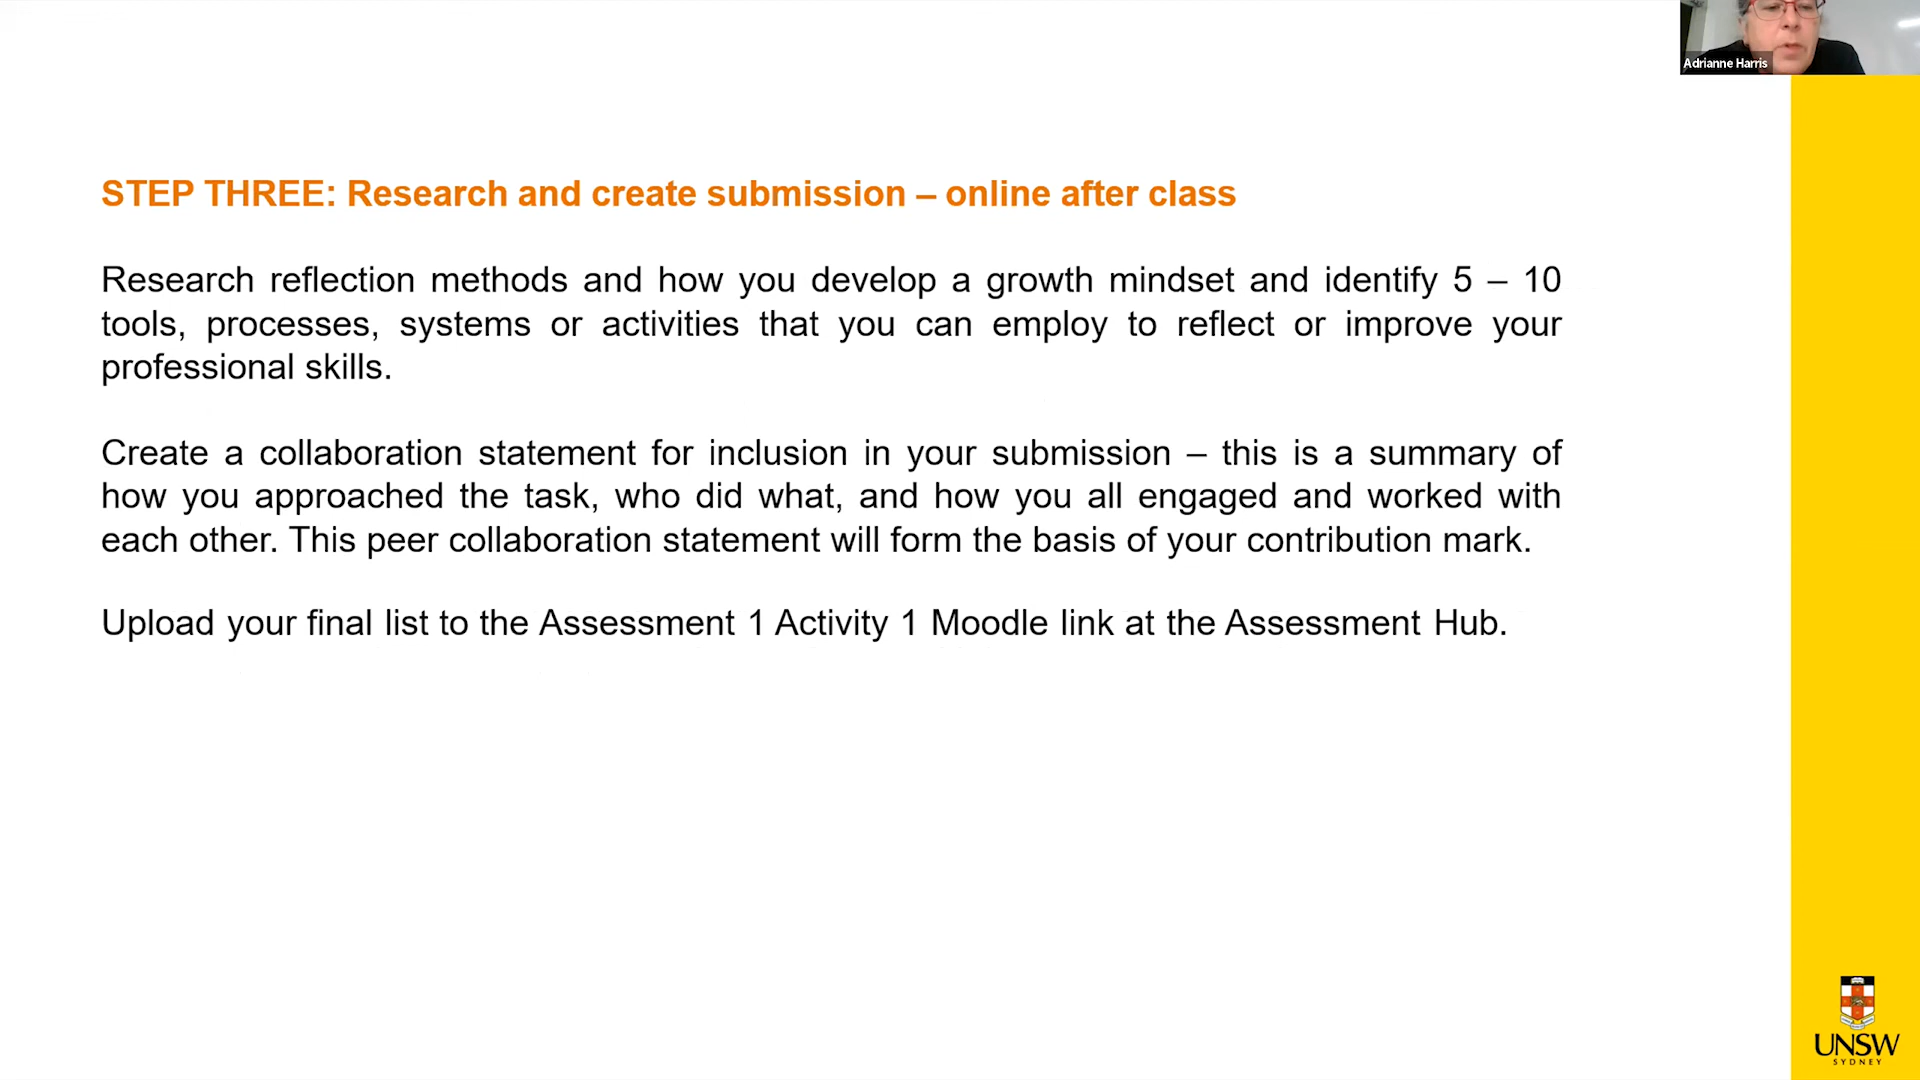 Adrianne Harris
STEP THREE: Research and create submission – online after class
Research reflection methods and how you develop a growth mindset and identify 5 – 10
tools, processes, systems or activities that you can employ to reflect or improve your
professional skills.
Create a collaboration statement for inclusion in your submission – this is a summary of
how you approached the task, who did what, and how you all engaged and worked with
each other. This peer collaboration statement will form the basis of your contribution mark.
Upload your final list to the Assessment 1 Activity 1 Moodle link at the Assessment Hub.
UNSW
SYDNEY